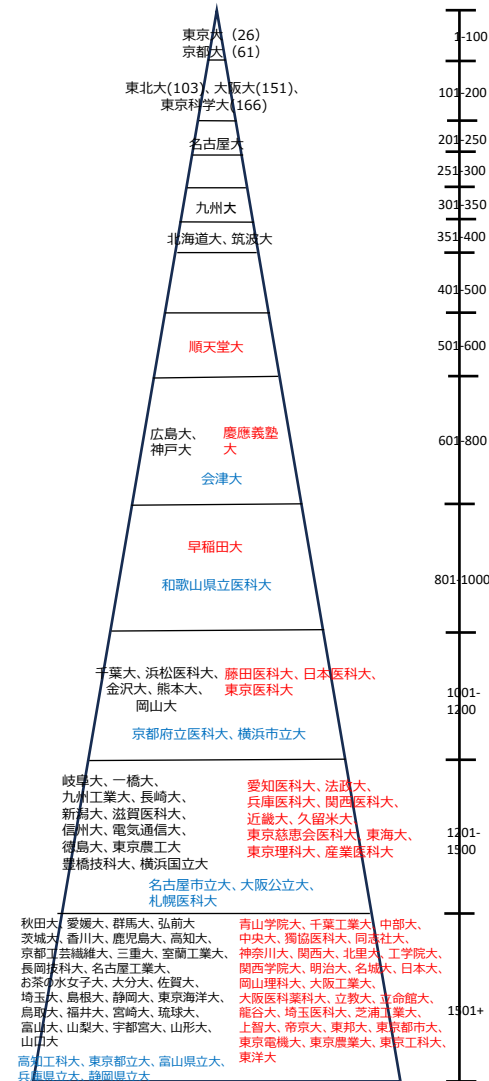 東京大（26）
京都大（61）
1-100
東北大(103)、大阪大(151)、
東京科学大(166)
101-200
名古屋大
201-250
251-300
九州大
301-350
北海道大、筑波大
351-400
401-500
順天堂大
501-600
広島大、
神戸大
慶應義塾
大
会津大
601-800
早稲田大
和歌山県立医科大
801-1000
千葉大、浜松医科大、
金沢大、熊本大、
岡山大
藤田医科大、日本医科大、
東京医科大
京都府立医科大、横浜市立大
1001-
1200
岐阜大、一橋大、
九州工業大、長崎大、
新潟大、滋賀医科大、
信州大、電気通信大、
徳島大、東京農工大
豊橋技科大、横浜国立大
愛知医科大、法政大、
兵庫医科大、関西医科大、
近畿大、久留米大、
東京慈恵会医科大、東海大、
東京理科大、産業医科大
名古屋市立大、大阪公立大、
札幌医科大
1201-
1500
秋田大、愛媛大、群馬大、弘前大
茨城大、香川大、鹿児島大、高知大、
京都工芸繊維大、三重大、室蘭工業大、
長岡技科大、名古屋工業大、
お茶の水女子大、大分大、佐賀大、
埼玉大、島根大、静岡大、東京海洋大、
鳥取大、福井大、宮崎大、琉球大、
富山大、山梨大、宇都宮大、山形大、
山口大
青山学院大、千葉工業大、中部大、
中央大、獨協医科大、同志社大、
神奈川大、関西大、北里大、工学院大、
関西学院大、明治大、名城大、日本大、
岡山理科大、大阪工業大、
大阪医科薬科大、立教大、立命館大、
龍谷大、埼玉医科大、芝浦工業大、
上智大、帝京大、東邦大、東京都市大、
東京電機大、東京農業大、東京工科大、
東洋大
高知工科大、東京都立大、富山県立大、
兵庫県立大、静岡県立大
1501+